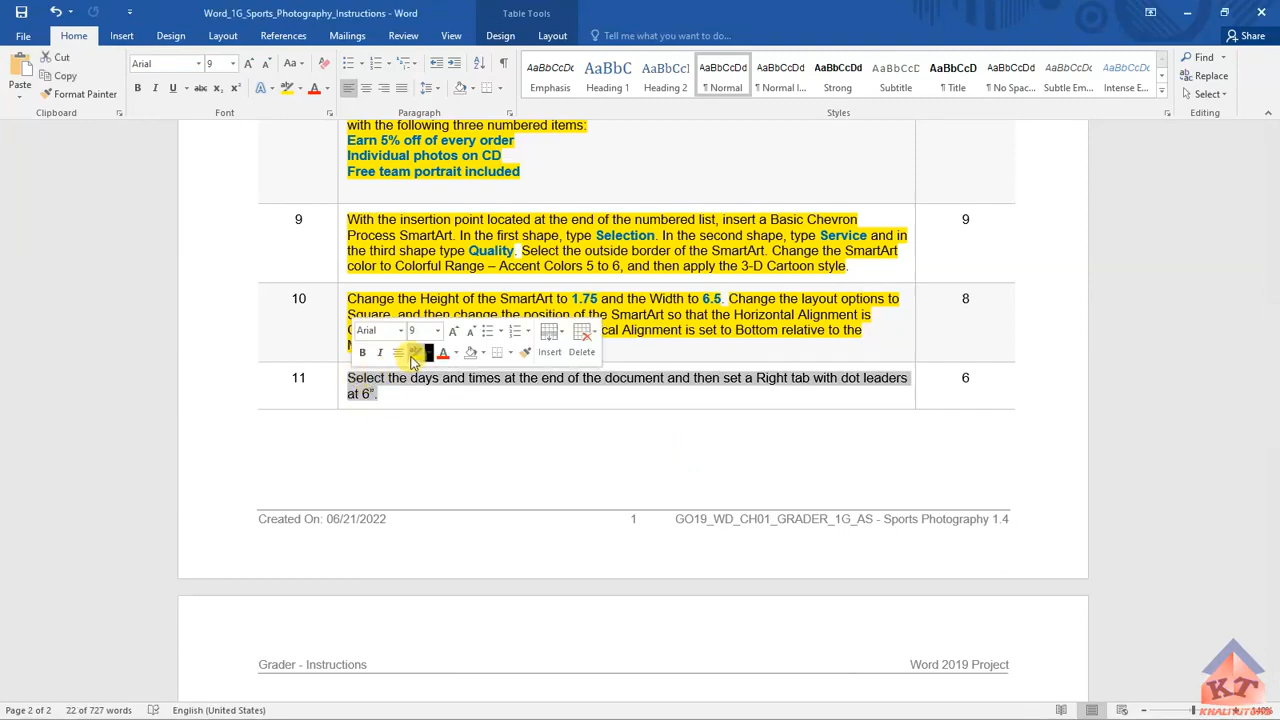 Word_1G_Sports_Photography_Instructions - Word
Table Tools
File Home Insert Design Layout References Mailings Review View Design Layout Tell me what you want to do... Share
Cut
Copy
Format Painter
Paste
Arial 9
Aa
B I U abc X₂ X²
AaBbCcDc AaBbC AaBbCcI AaBbCcDd AaBbCcDd AaBbCcDd AaBbCcDd AaBbCcDd AaBbCcDd AaBbCcDd AaBbCcDd
Emphasis Heading 1 Heading 2 ¶ Normal ¶ Normal I... Strong Subtitle ¶ Title ¶ No Spac... Subtle Em... Intense E...
Find
Replace
Select
Clipboard Font Paragraph Styles Editing
with the following three numbered items:
Earn 5% off of every order
Individual photos on CD
Free team portrait included
9 With the insertion point located at the end of the numbered list, insert a Basic Chevron 9
Process SmartArt. In the first shape, type Selection. In the second shape, type Service and in
the third shape type Quality. Select the outside border of the SmartArt. Change the SmartArt
color to Colorful Range – Accent Colors 5 to 6, and then apply the 3-D Cartoon style.
10 Change the Height of the SmartArt to 1.75 and the Width to 6.5. Change the layout options to 8
Square, and then change the position of the SmartArt so that the Horizontal Alignment is
cal Alignment is set to Bottom relative to the
Arial 9
B I A Insert Delete
11 Select the days and times at the end of the document and then set a Right tab with dot leaders 6
at 6”.
Created On: 06/21/2022 1 GO19_WD_CH01_GRADER_1G_AS - Sports Photography 1.4
Grader - Instructions Word 2019 Project
KT
Page 2 of 2 22 of 727 words English (United States)